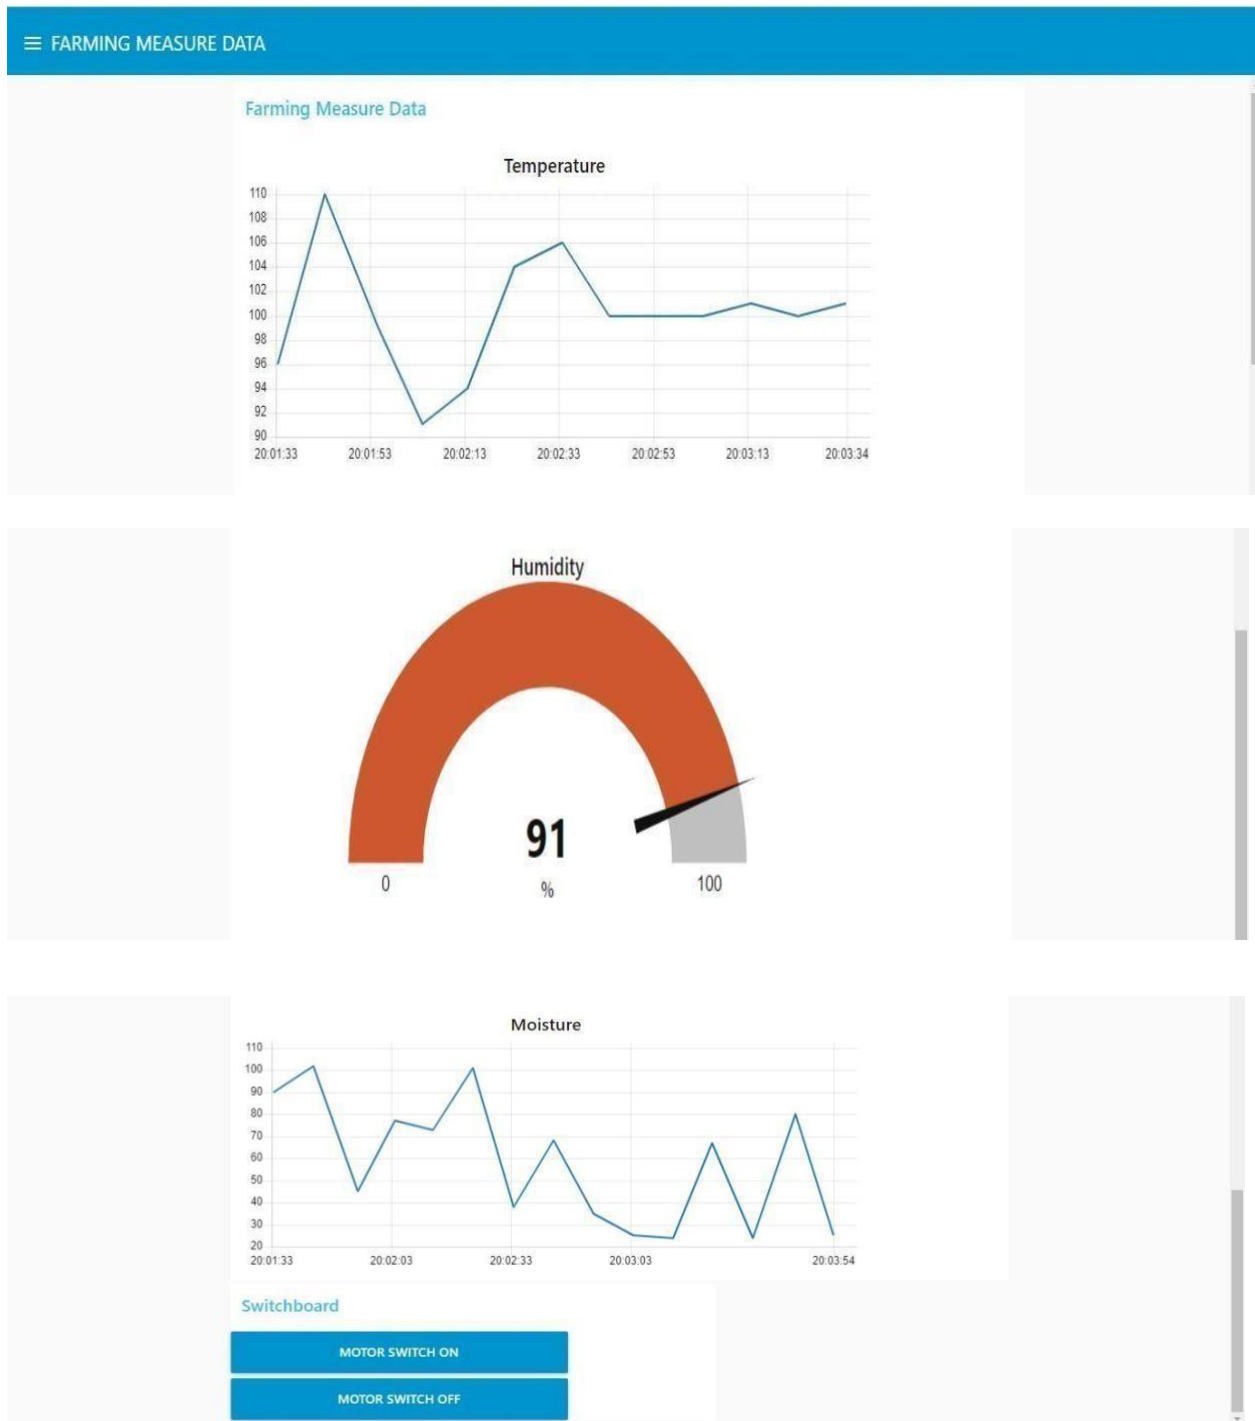 FARMING MEASURE DATA
Farming Measure Data
Temperature
110
108
106
104
102
100
98
96
94
92
90
20:01:33 20:01:53 20:02:13 20:02:33 20:02:53 20:03:13 20:03:34
Humidity
91
0 % 100
Moisture
110
100
90
80
70
60
50
40
30
20
20:01:33 20:02:03 20:02:33 20:03:03 20:03:54
Switchboard
MOTOR SWITCH ON
MOTOR SWITCH OFF